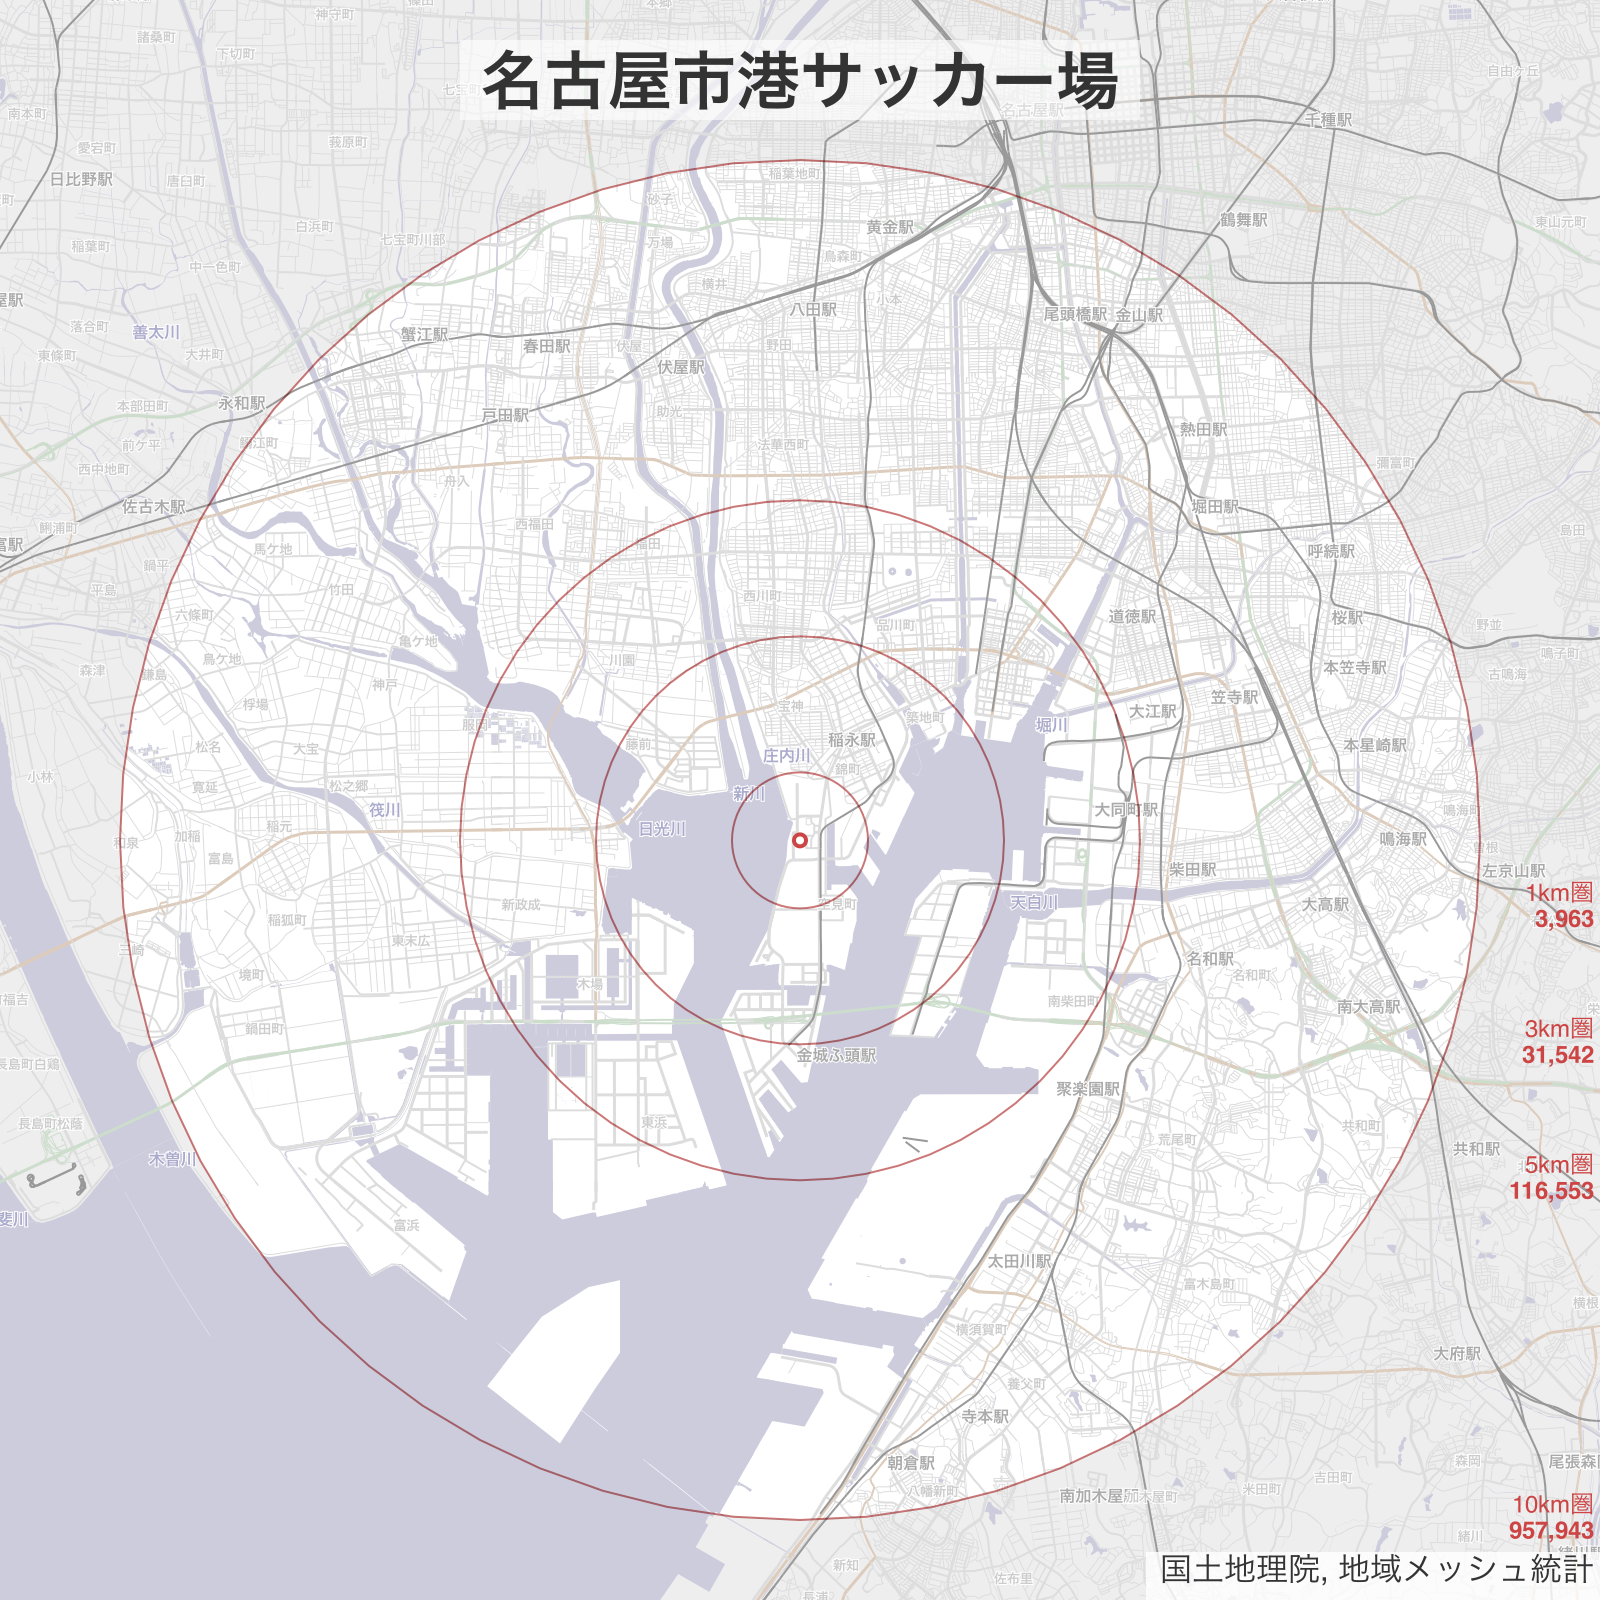 名古屋市港サッカー場
神守町
本郷
諸桑町
下切町
自由ヶ丘
南本町
名古屋駅
千種駅
莪原町
愛宕町
日比野駅
唐臼町
稲葉地町
砂子
白浜町
黄金駅
鶴舞駅
東山元町
稲葉町
七宝町川部
万場
烏森町
中一色町
横井
小本
八田駅
尾頭橋駅
金山駅
落合町
善太川
蟹江駅
春田駅
伏屋
野田
東條町
大井町
伏屋駅
永和駅
本部田町
戸田駅
助光
熱田駅
前ケ平
蟹江町
法華西町
西中地町
舟入
彌富町
佐古木駅
堀田駅
鯏浦町
西福田
島田
馬ケ地
福田
呼続駅
鍋平
平島
竹田
西川町
六條町
品川町
道徳駅
桜駅
野並
亀ケ地
鳥ケ地
川園
鳴子町
森津
鎌島
神戸
本笠寺駅
古鳴海
桴場
宝神
笠寺駅
服岡
築地町
大江駅
堀川
松名
大宝
藤前
稲永駅
本星崎駅
庄内川
錦町
小林
寛延
松之郷
新川
筏川
大同町駅
鳴海町
和泉
加稲
稲元
日光川
鳴海駅
曽根
富島
柴田駅
左京山駅
1km圏
3,963
新政成
空見町
天白川
大高駅
稲狐町
三崎
東末広
名和駅
境町
名和町
木場
南柴田町
南大高駅
鍋田町
3km圏
31,542
金城ふ頭駅
長島町白鶏
聚楽園駅
長島町松蔭
東浜
共和町
荒尾町
木曽川
共和駅
5km圏
116,553
富浜
太田川駅
富木島町
横須賀町
横根
大府駅
養父町
寺本駅
朝倉駅
森岡
吉田町
八幡新町
米田町
南加木屋駅
加木屋町
10km圏
957,943
緒川
新知
佐布里
長浦
国土地理院, 地域メッシュ統計